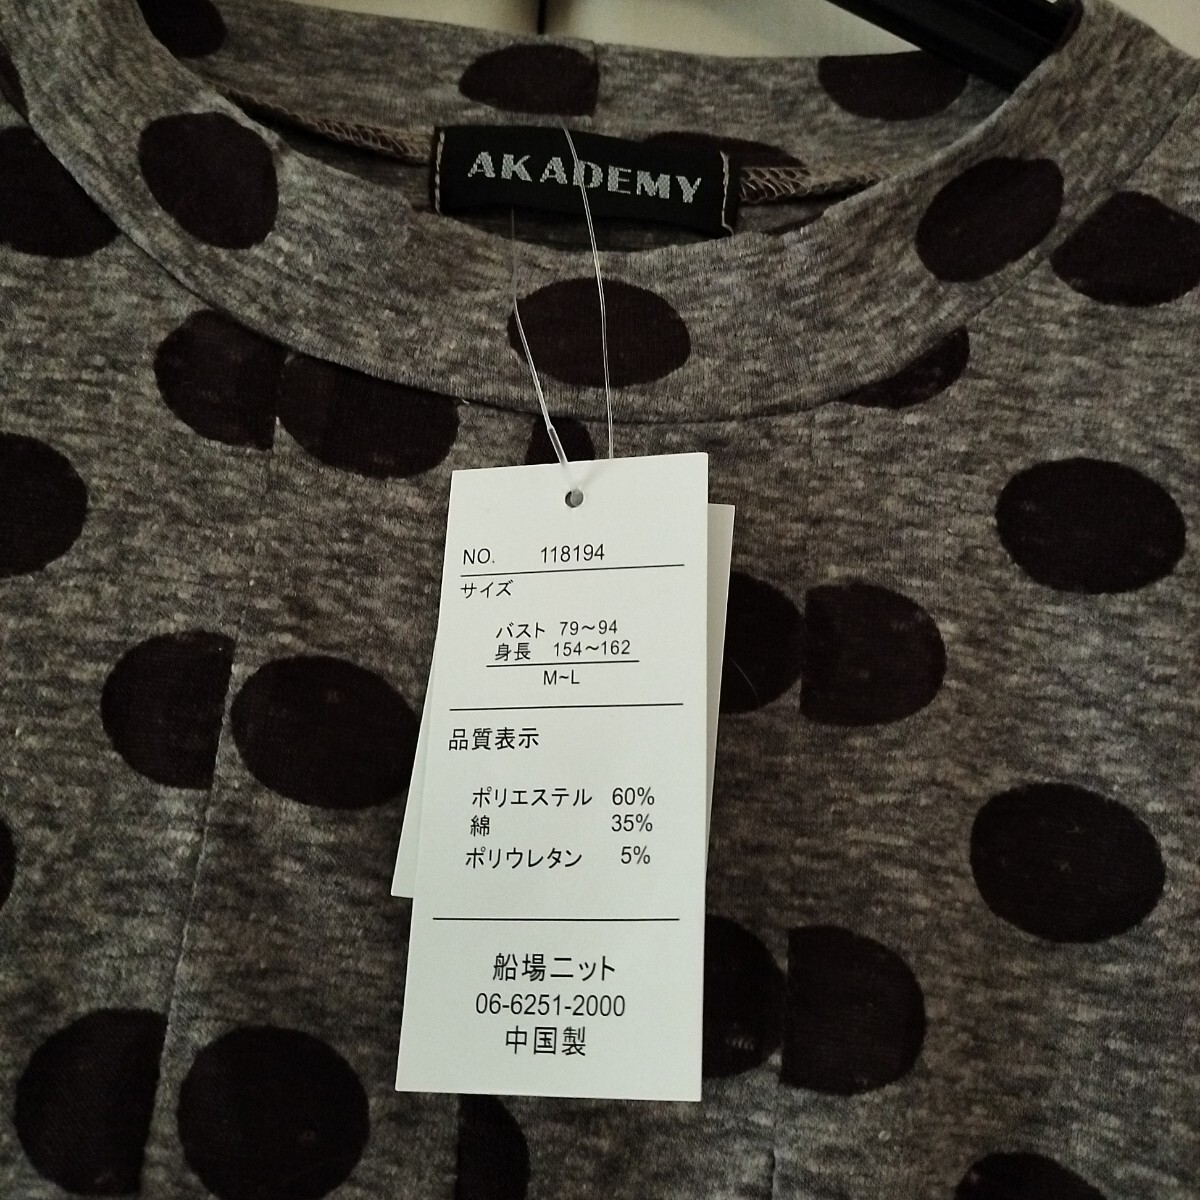 AKADEMY
NO. 118194
サイズ
バスト 79〜94
身長 154〜162
M~L
品質表示
ポリエステル 60%
綿 35%
ポリウレタン 5%
船場ニット
06-6251-2000
中国製